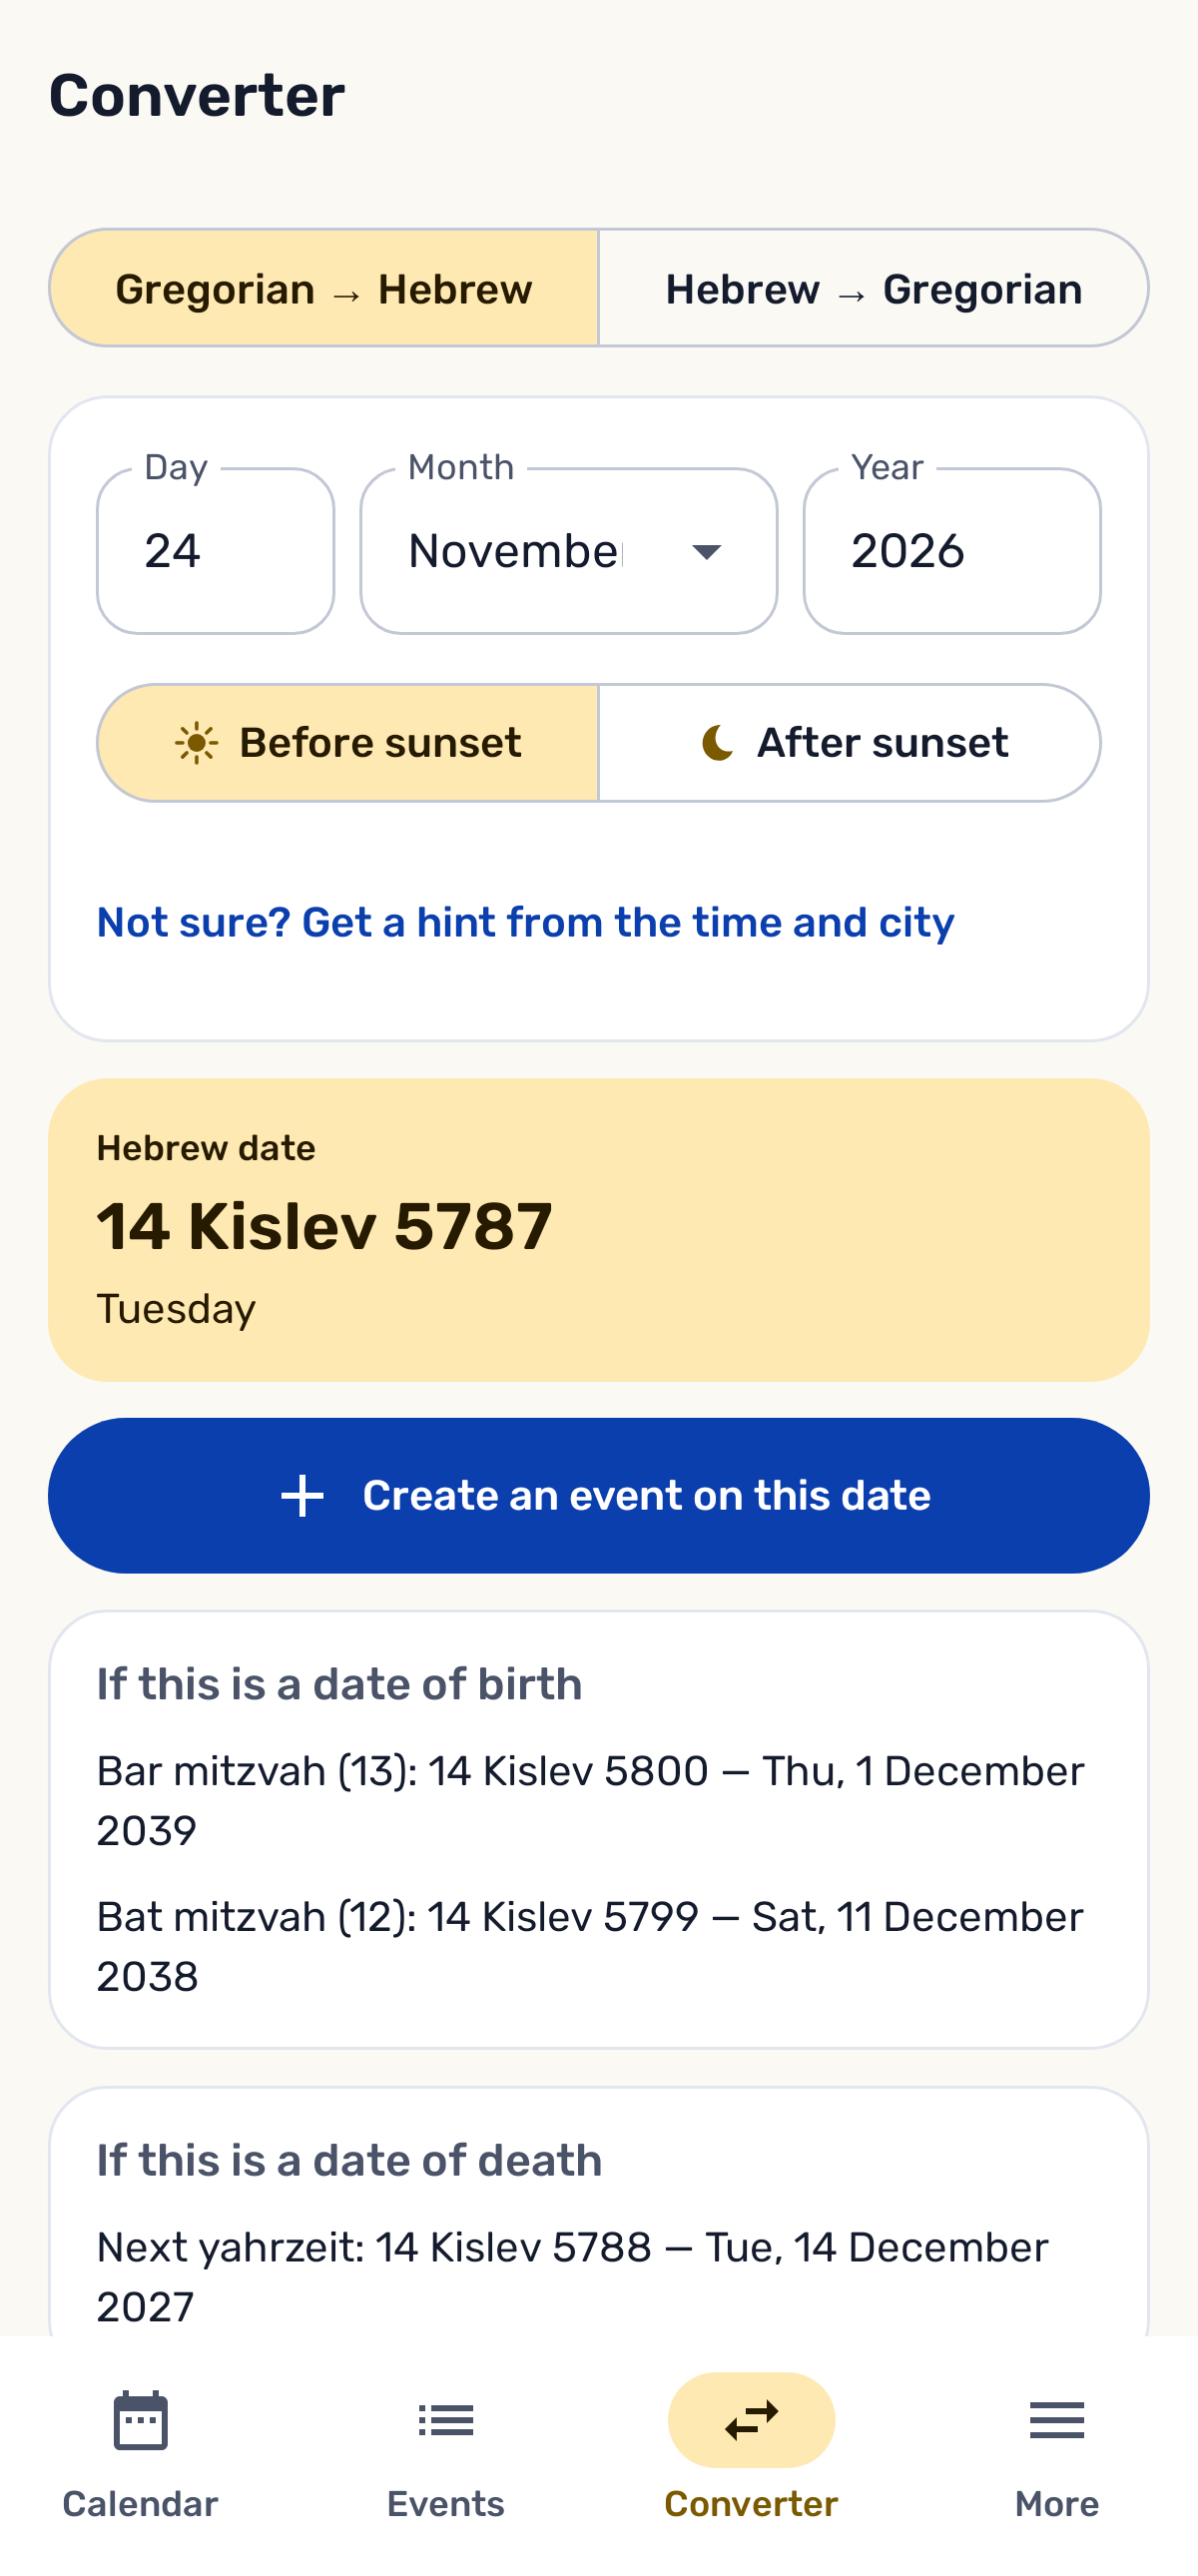 Converter
Gregorian → Hebrew
Hebrew → Gregorian
Day
Month
Year
24
November
2026
Before sunset
After sunset
Not sure? Get a hint from the time and city
Hebrew date
14 Kislev 5787
Tuesday
Create an event on this date
If this is a date of birth
Bar mitzvah (13): 14 Kislev 5800 — Thu, 1 December
2039
Bat mitzvah (12): 14 Kislev 5799 — Sat, 11 December
2038
If this is a date of death
Next yahrzeit: 14 Kislev 5788 — Tue, 14 December
2027
Calendar
Events
Converter
More